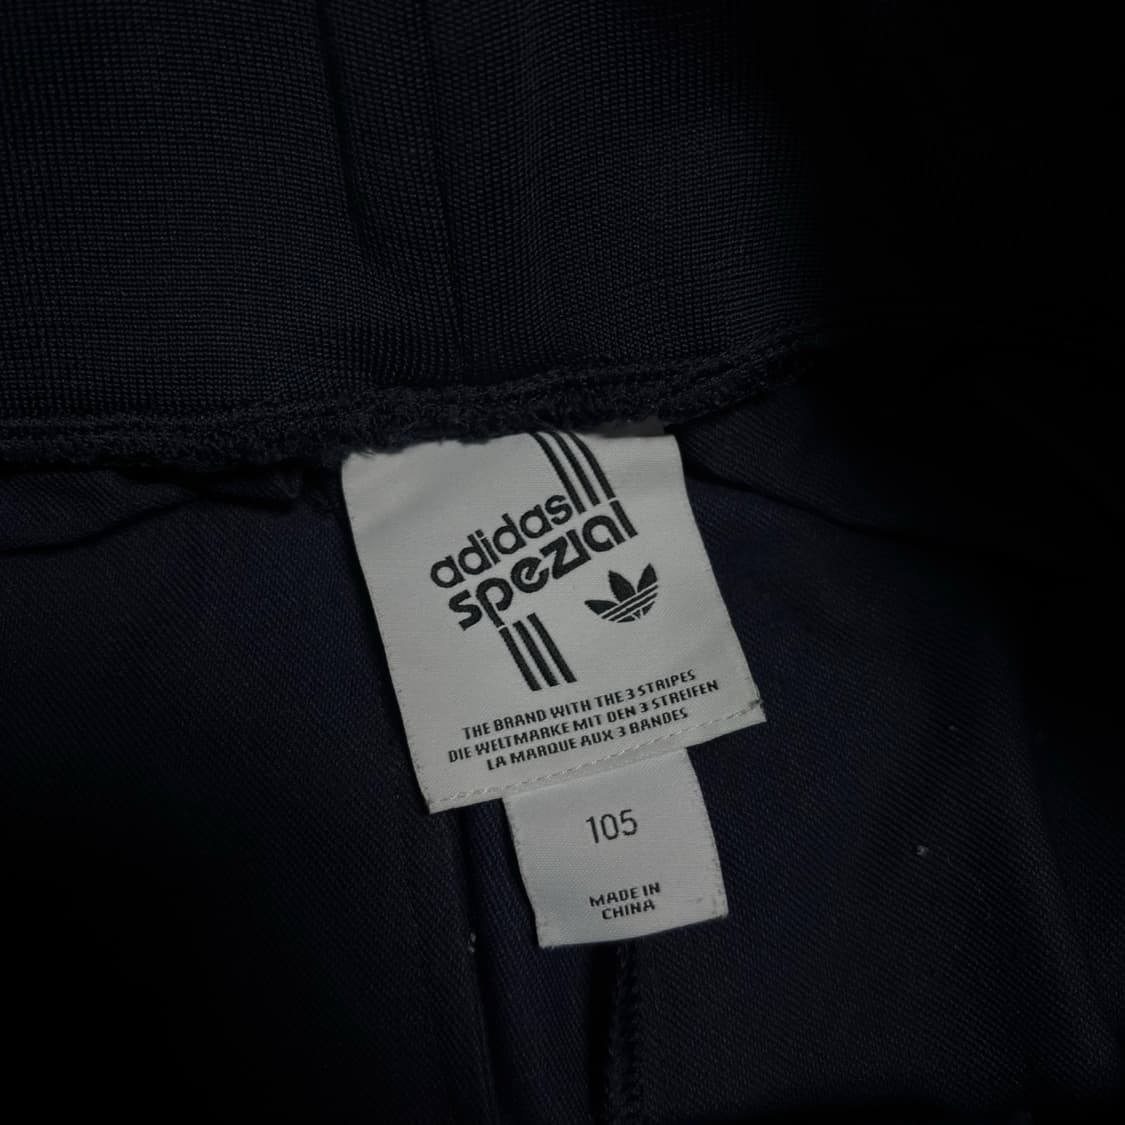 adidas
spezial
THE BRAND WITH THE 3 STRIPES
DIE WELTMARKE MIT DEN 3 STREIFEN
LA MARQUE AUX 3 BANDES
105
MADE IN
CHINA